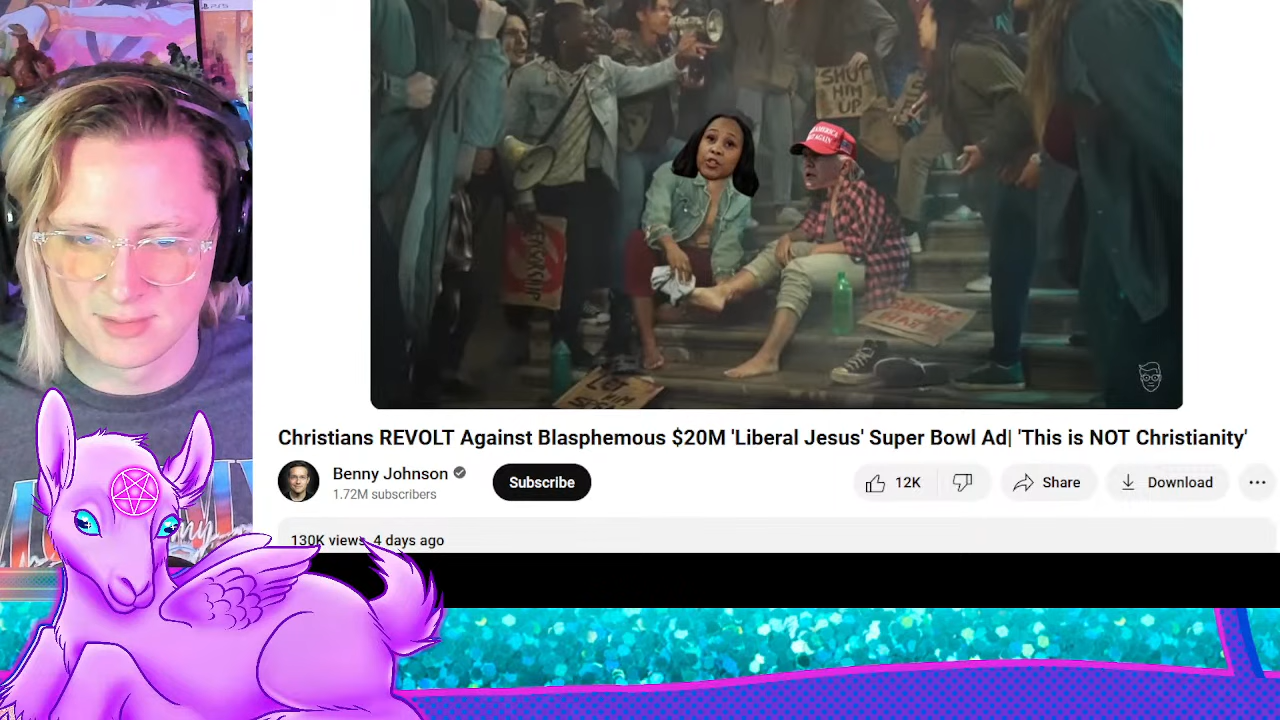 SHUT
HIM
UP
Christians REVOLT Against Blasphemous $20M 'Liberal Jesus' Super Bowl Ad| 'This is NOT Christianity'
Benny Johnson
1.72M subscribers
Subscribe
12K
Share
Download
130K views 4 days ago